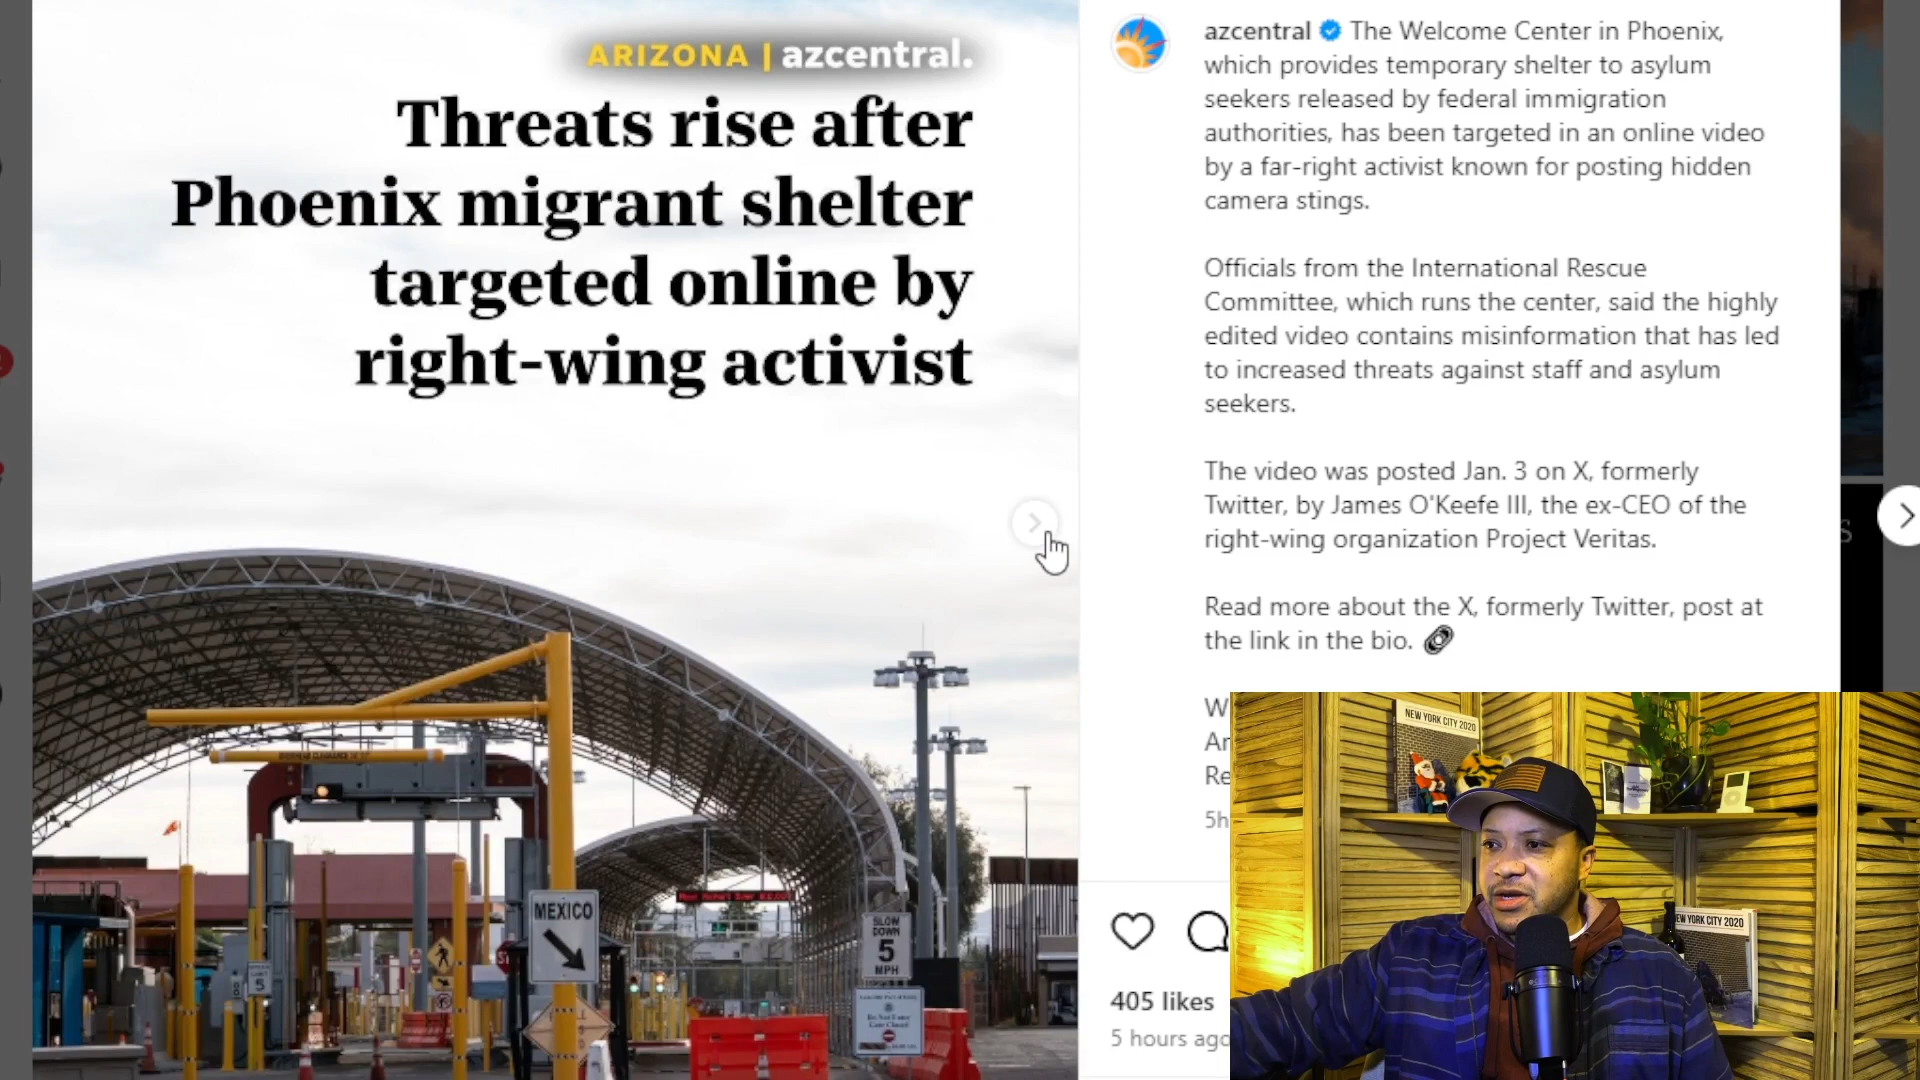 ARIZONA | azcentral.
Threats rise after
Phoenix migrant shelter
targeted online by
right-wing activist
MEXICO
SLOW
DOWN
5
MPH
5
azcentral The Welcome Center in Phoenix,
which provides temporary shelter to asylum
seekers released by federal immigration
authorities, has been targeted in an online video
by a far-right activist known for posting hidden
camera stings.
Officials from the International Rescue
Committee, which runs the center, said the highly
edited video contains misinformation that has led
to increased threats against staff and asylum
seekers.
The video was posted Jan. 3 on X, formerly
Twitter, by James O'Keefe III, the ex-CEO of the
right-wing organization Project Veritas.
Read more about the X, formerly Twitter, post at
the link in the bio.
W
Ar
Re
5h
405 likes
5 hours ago
NEW YORK CITY 2020
NEW YORK CITY 2020